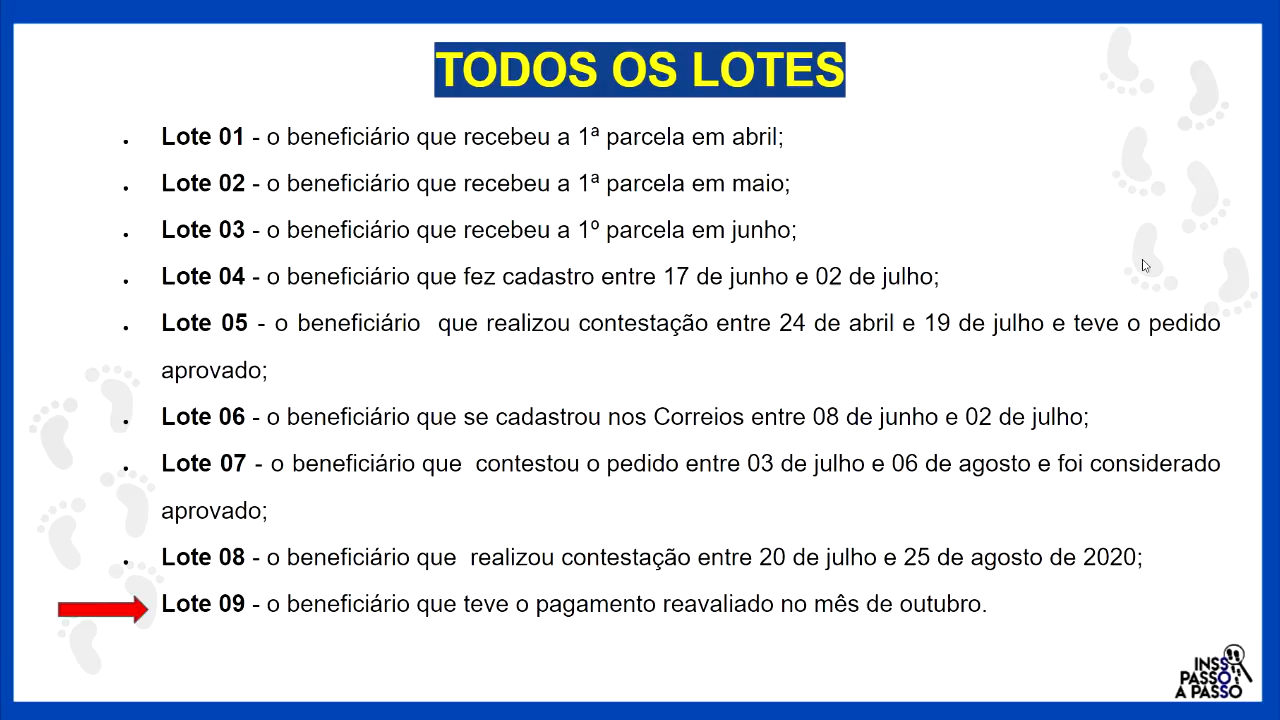 TODOS OS LOTES
• Lote 01 - o beneficiário que recebeu a 1ª parcela em abril;
• Lote 02 - o beneficiário que recebeu a 1ª parcela em maio;
• Lote 03 - o beneficiário que recebeu a 1º parcela em junho;
• Lote 04 - o beneficiário que fez cadastro entre 17 de junho e 02 de julho;
• Lote 05 - o beneficiário que realizou contestação entre 24 de abril e 19 de julho e teve o pedido
aprovado;
• Lote 06 - o beneficiário que se cadastrou nos Correios entre 08 de junho e 02 de julho;
• Lote 07 - o beneficiário que contestou o pedido entre 03 de julho e 06 de agosto e foi considerado
aprovado;
• Lote 08 - o beneficiário que realizou contestação entre 20 de julho e 25 de agosto de 2020;
Lote 09 - o beneficiário que teve o pagamento reavaliado no mês de outubro.
INSS
PASSO
A PASSO